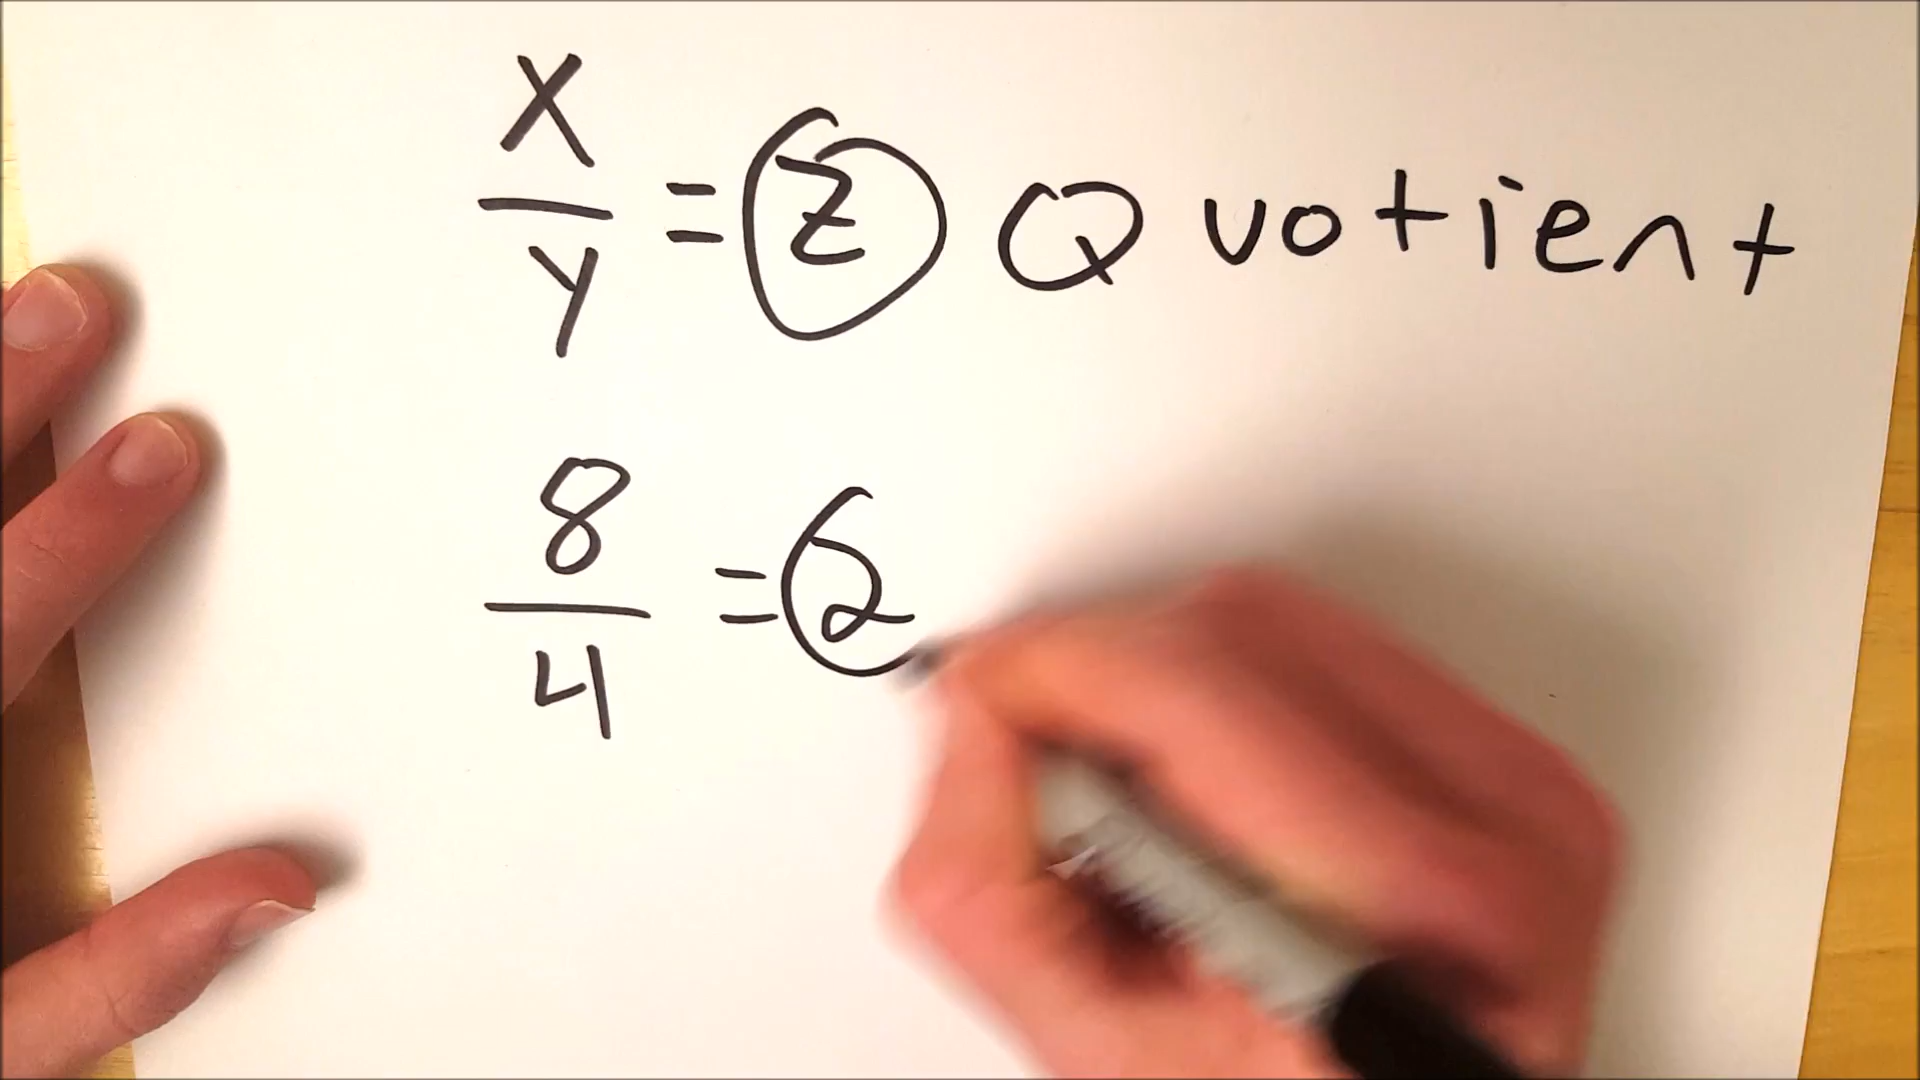 X/Y = Z Quotient
8/4 = 2